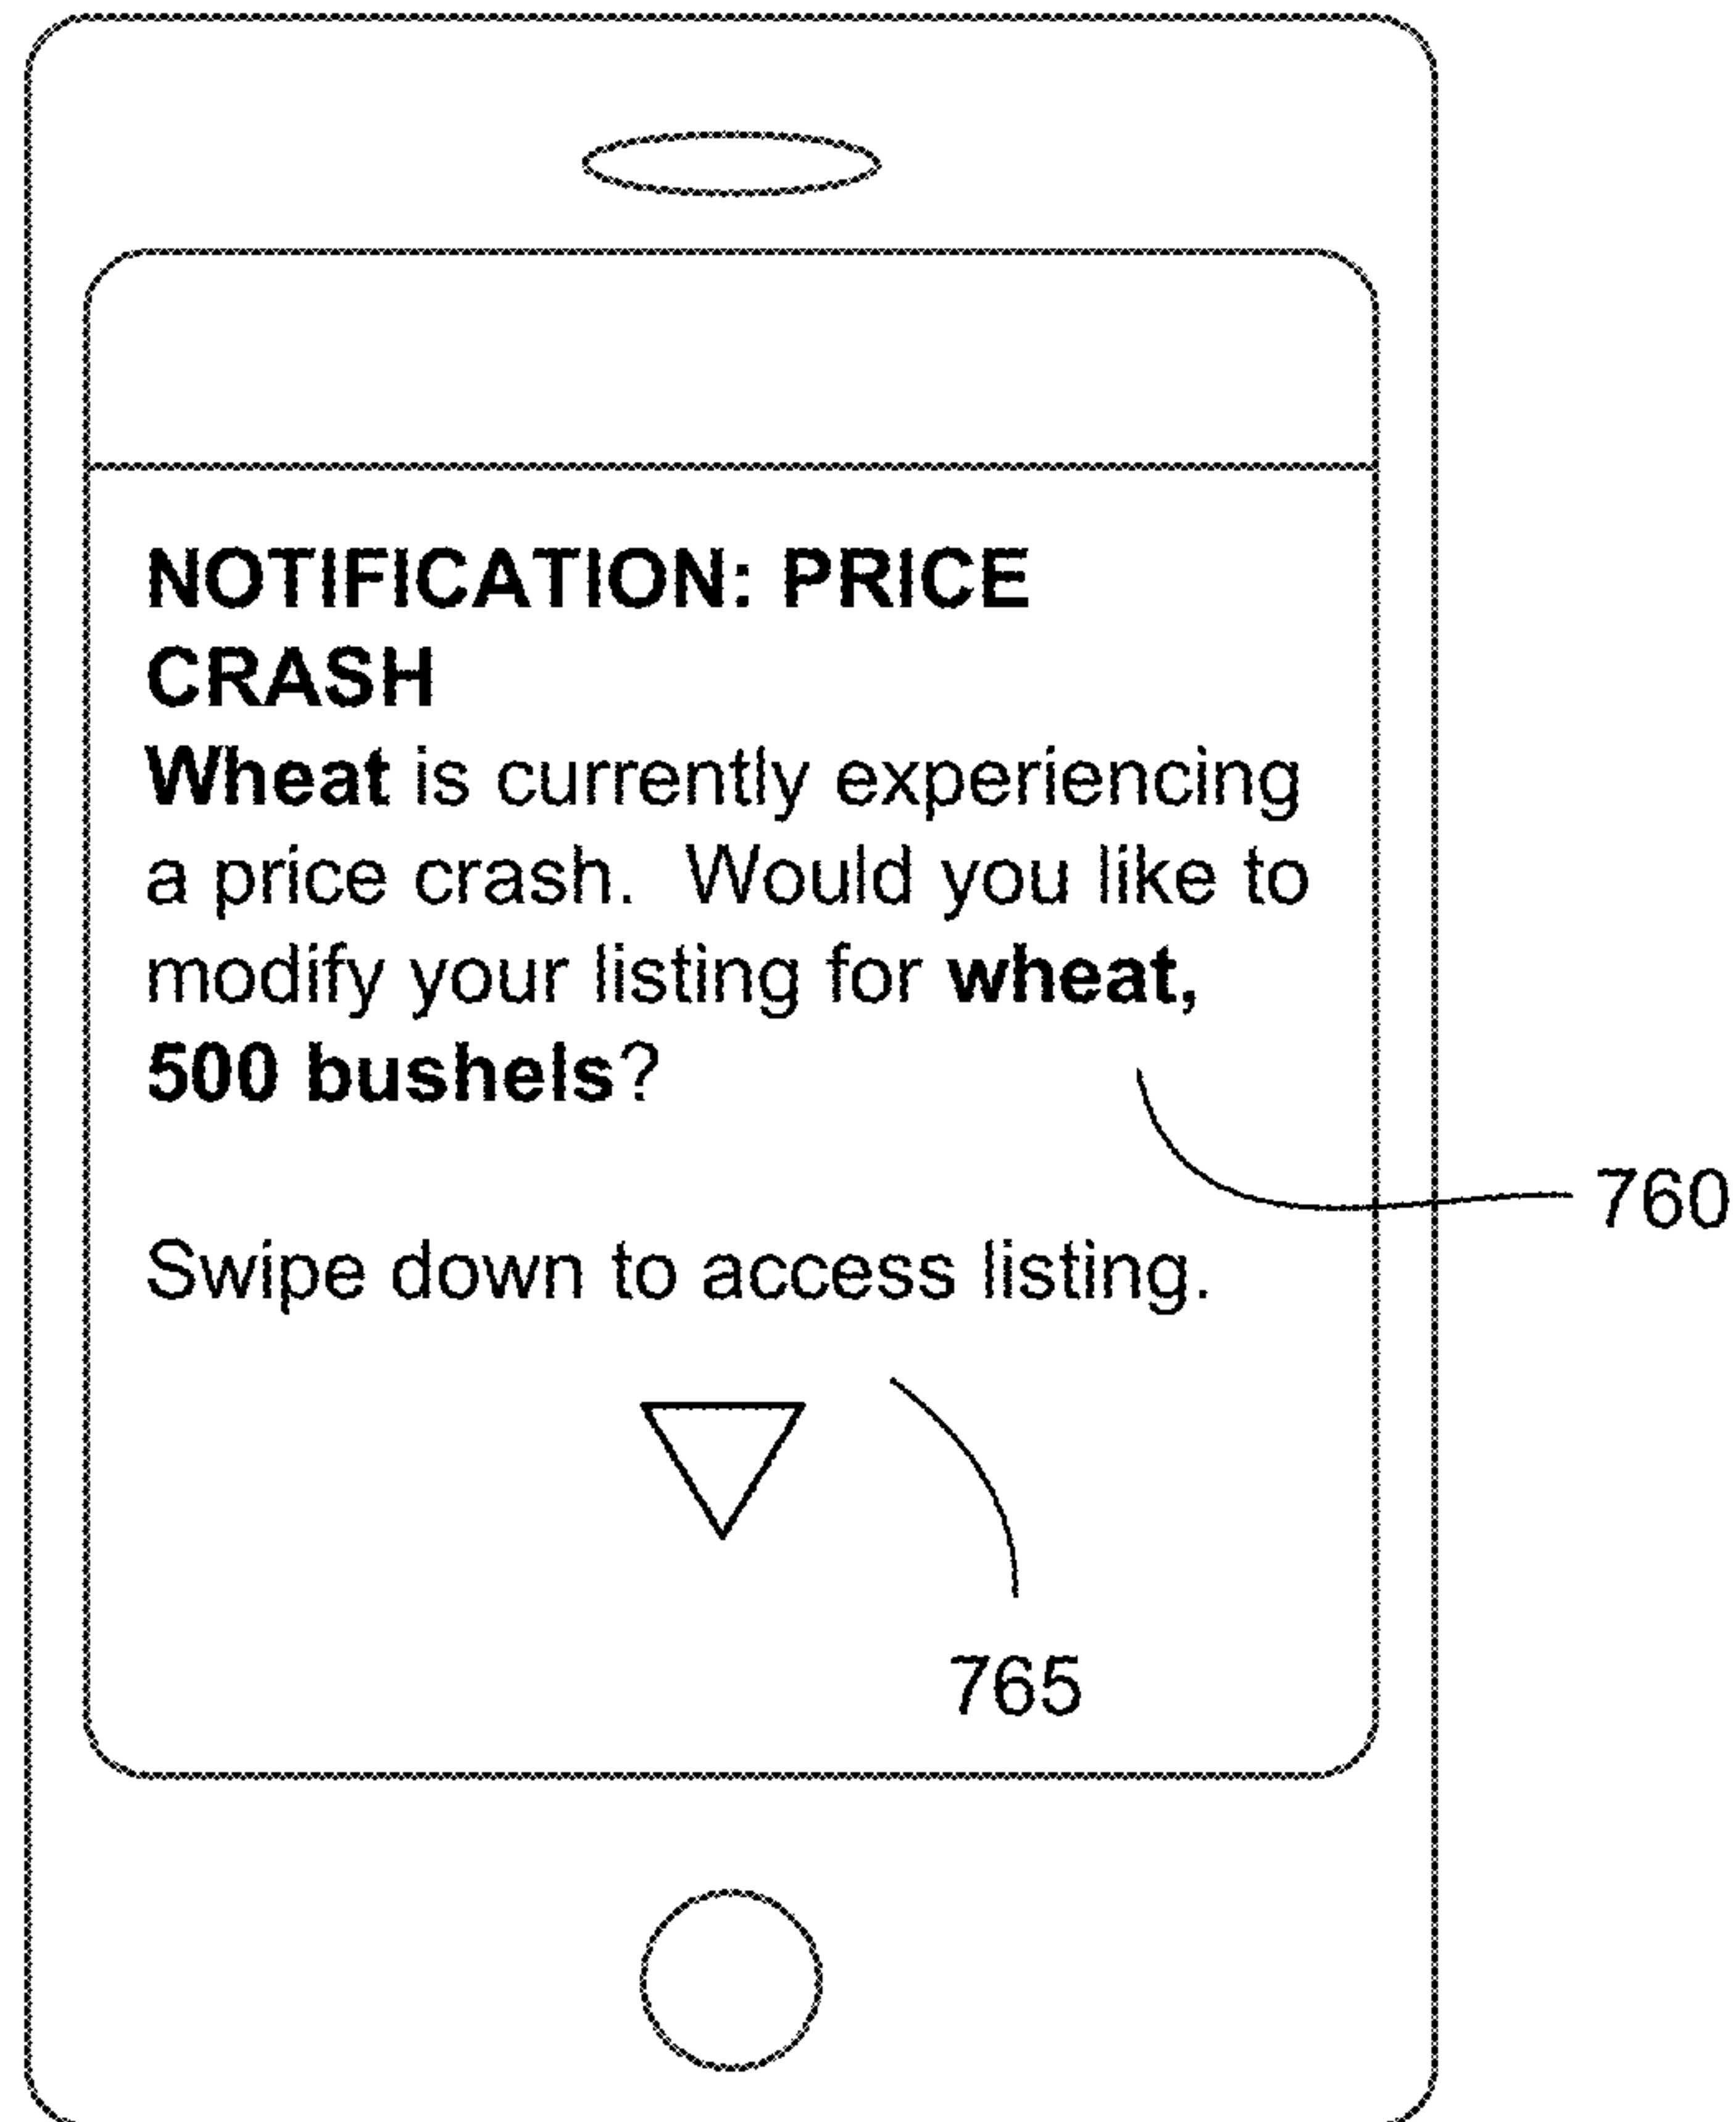 NOTIFICATION: PRICE
CRASH
Wheat is currently experiencing
a price crash.  Would you like to
modify your listing for wheat,
500 bushels?
760
Swipe down to access listing.
765